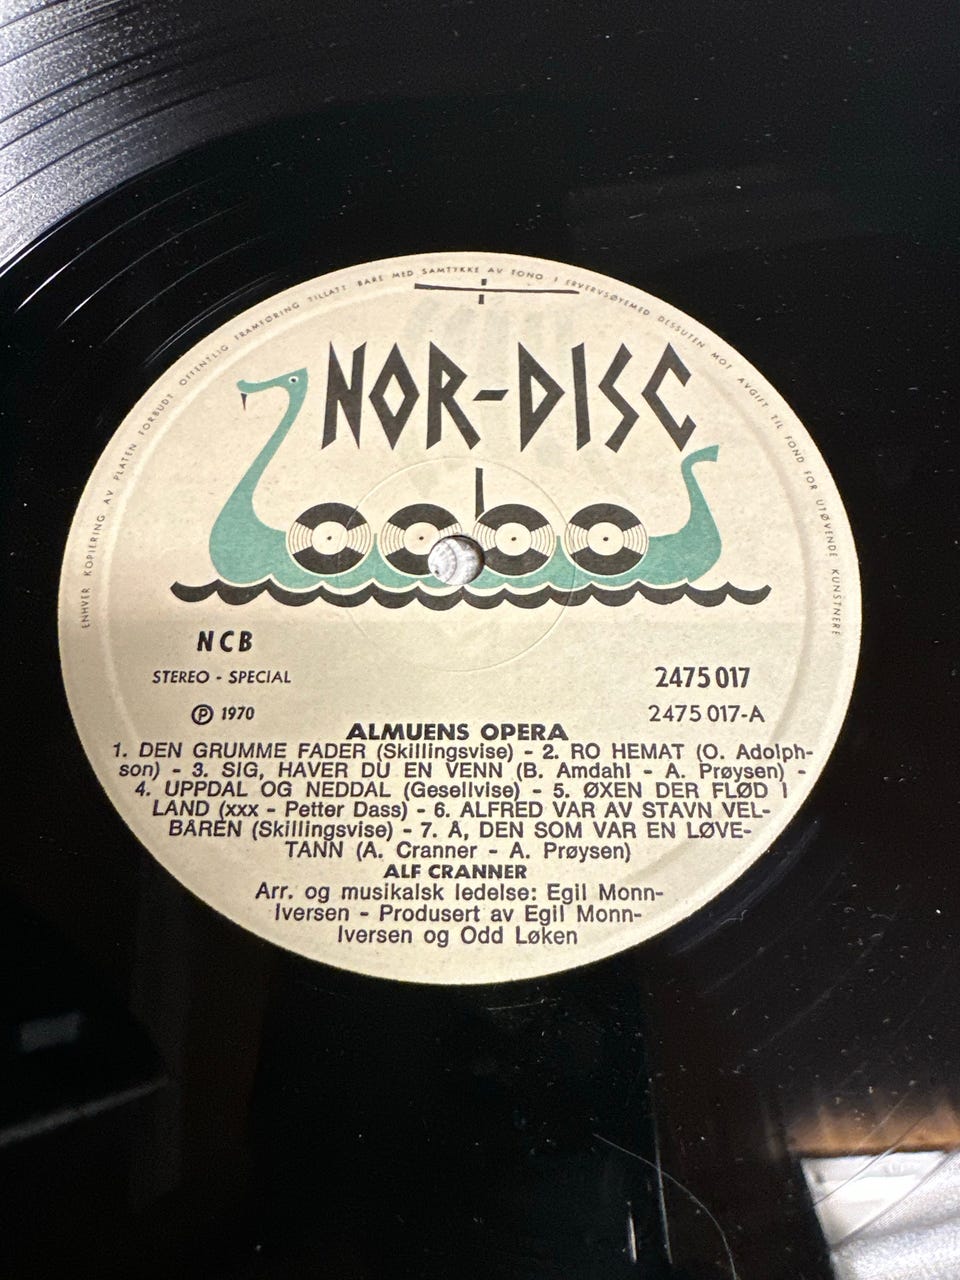 ENHVER KOPIERING AV PLATEN FORBUDT OFFENTLIG FRAMFØRING TILLATT BARE MED SAMTYKKE AV TONO I ERVERVSØYEMED DESSUTEN MOT AVGIFT TIL FOND FOR UTØVENDE KUNSTNERE
NOR-DISC
NCB
STEREO - SPECIAL
2475 017
Ⓟ 1970
2475 017-A
ALMUENS OPERA
1. DEN GRUMME FADER (Skillingsvise) - 2. RO HEMAT (O. Adolph-
son) - 3. SIG, HAVER DU EN VENN (B. Amdahl - A. Prøysen) -
4. UPPDAL OG NEDDAL (Gesellvise) - 5. ØXEN DER FLØD I
LAND (xxx - Petter Dass) - 6. ALFRED VAR AV STAVN VEL-
BÅREN (Skillingsvise) - 7. Å, DEN SOM VAR EN LØVE-
TANN (A. Cranner - A. Prøysen)
ALF CRANNER
Arr. og musikalsk ledelse: Egil Monn-
Iversen - Produsert av Egil Monn-
Iversen og Odd Løken